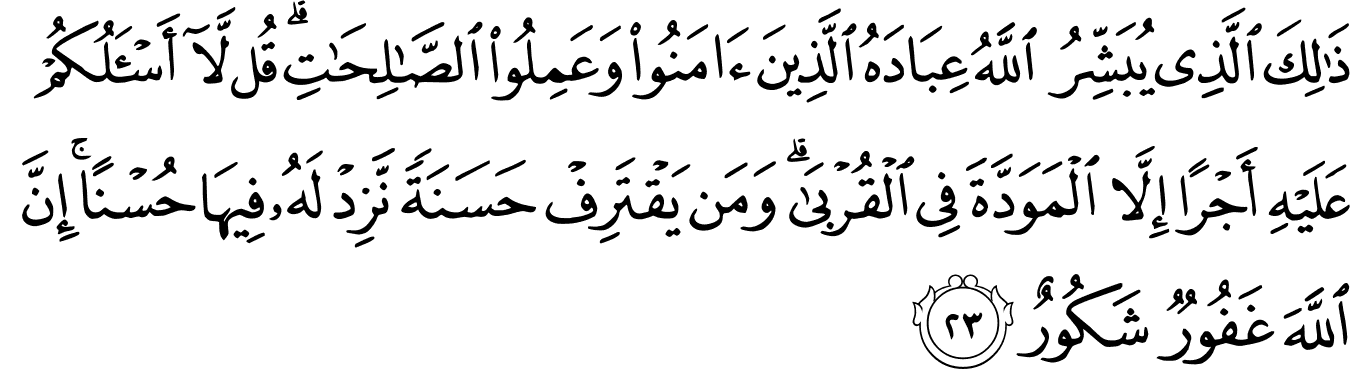 ذَٰلِكَ ٱلَّذِى يُبَشِّرُ ٱللَّهُ عِبَادَهُ ٱلَّذِينَ ءَامَنُوا۟ وَعَمِلُوا۟ ٱلصَّـٰلِحَـٰتِ ۗ قُل لَّآ أَسْـَٔلُكُمْ
عَلَيْهِ أَجْرًا إِلَّا ٱلْمَوَدَّةَ فِى ٱلْقُرْبَىٰ ۗ وَمَن يَقْتَرِفْ حَسَنَةً نَّزِدْ لَهُۥ فِيهَا حُسْنًا ۚ إِنَّ
ٱللَّهَ غَفُورٌ شَكُورٌ ٢٣